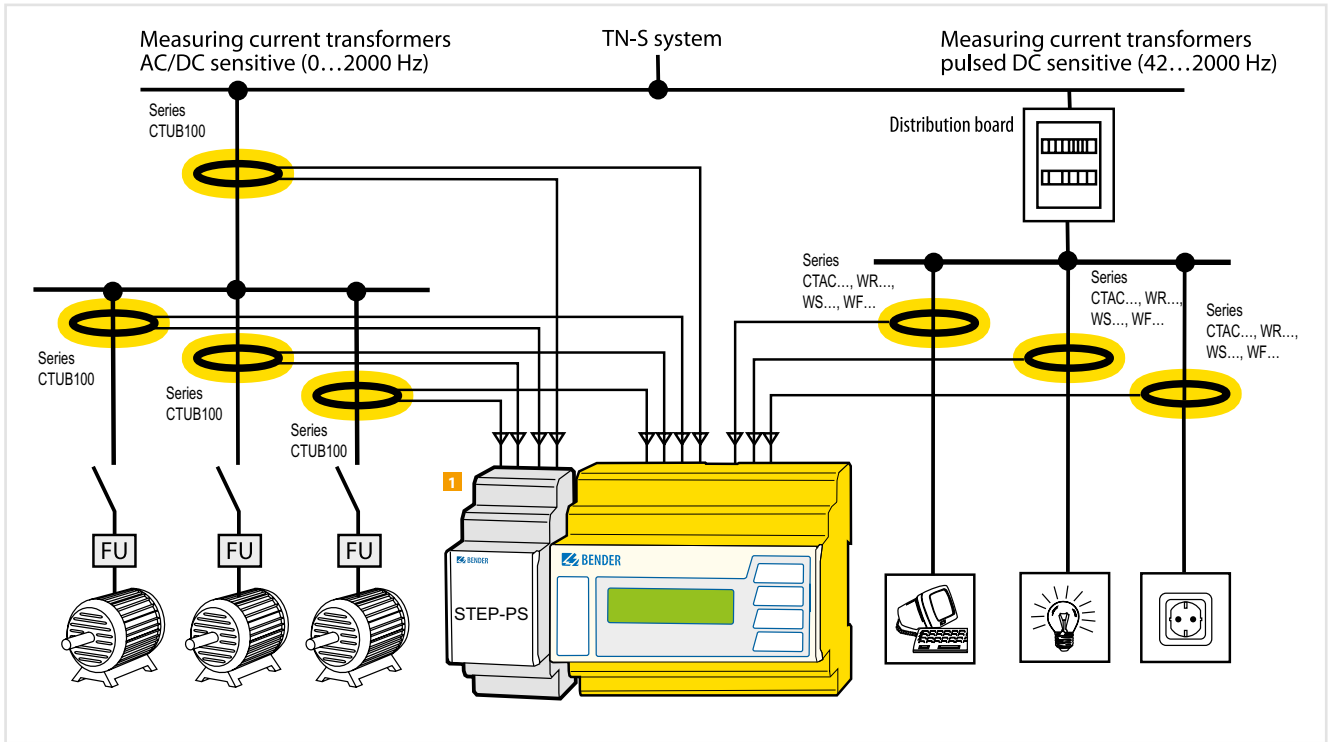 Measuring current transformers
AC/DC sensitive (0…2000 Hz)
TN-S system
Measuring current transformers
pulsed DC sensitive (42…2000 Hz)
Series
CTUB100
Distribution board
Series
CTAC…, WR…,
WS…, WF…
Series
CTAC…, WR…,
WS…, WF…
Series
CTAC…, WR…,
WS…, WF…
Series
CTUB100
Series
CTUB100
Series
CTUB100
1
FU
FU
FU
BENDER
STEP-PS
BENDER